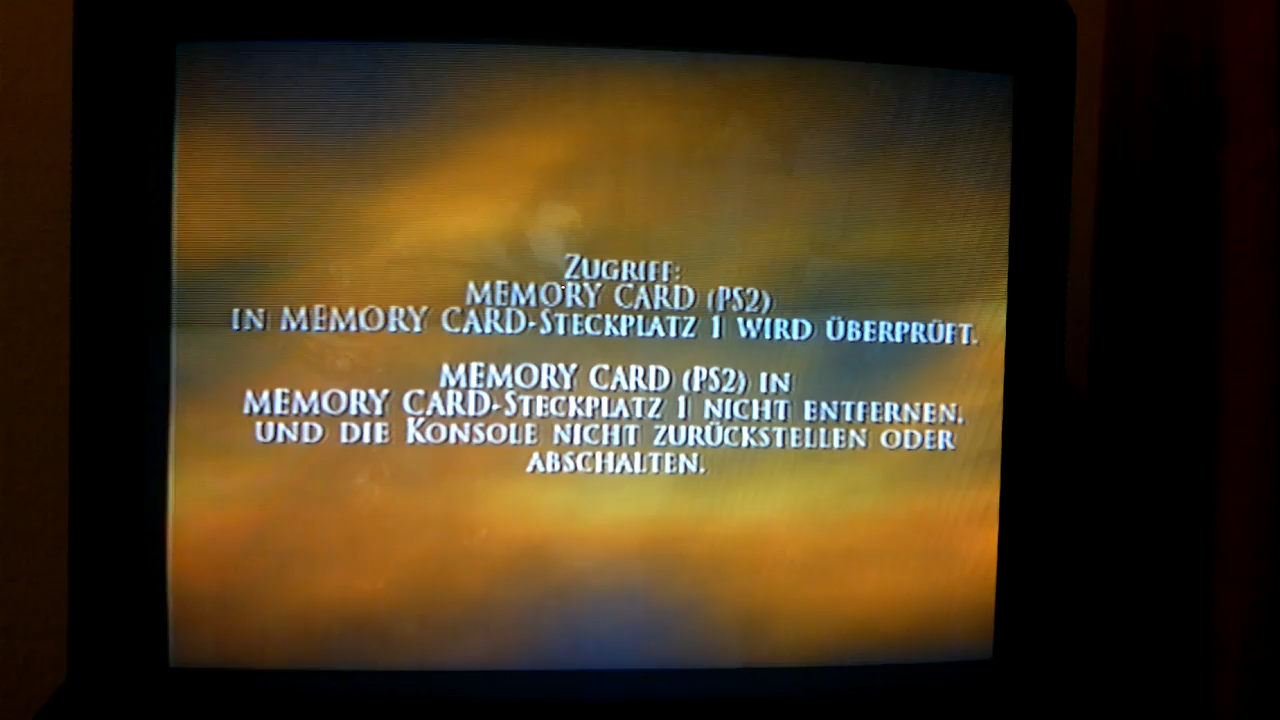 Zugriff:
MEMORY CARD (PS2)
IN MEMORY CARD-Steckplatz 1 wird überprüft.
MEMORY CARD (PS2) in
MEMORY CARD-Steckplatz 1 nicht entfernen.
und die Konsole nicht zurückstellen oder
abschalten.